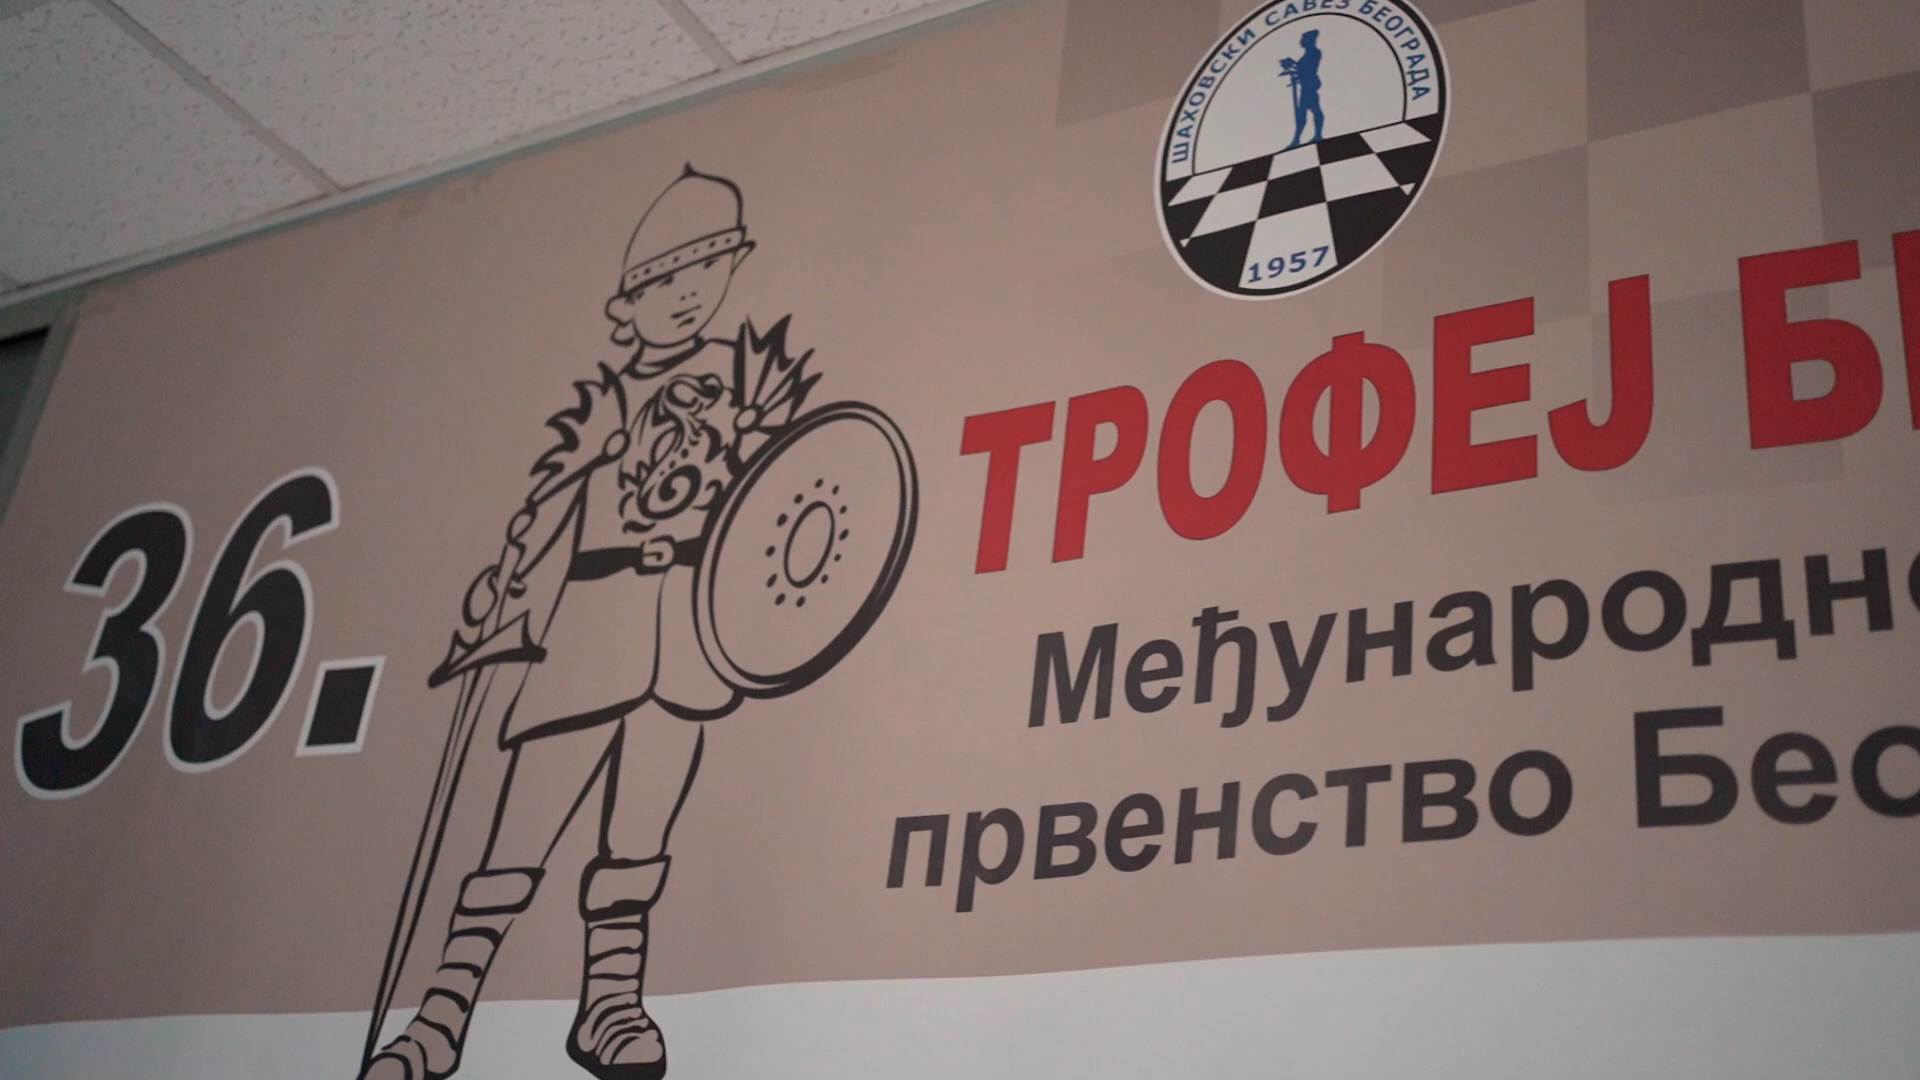 ШАХОВСКИ САВЕЗ БЕОГРАДА
1957
36.
ТРОФЕЈ
Међународно
првенство